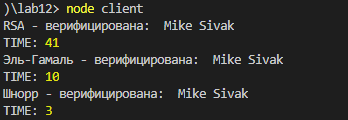 )\lab12> node client
RSA - верифицирована:  Mike Sivak
TIME: 41
Эль-Гамаль - верифицирована:  Mike Sivak
TIME: 10
Шнорр - верифицирована:  Mike Sivak
TIME: 3